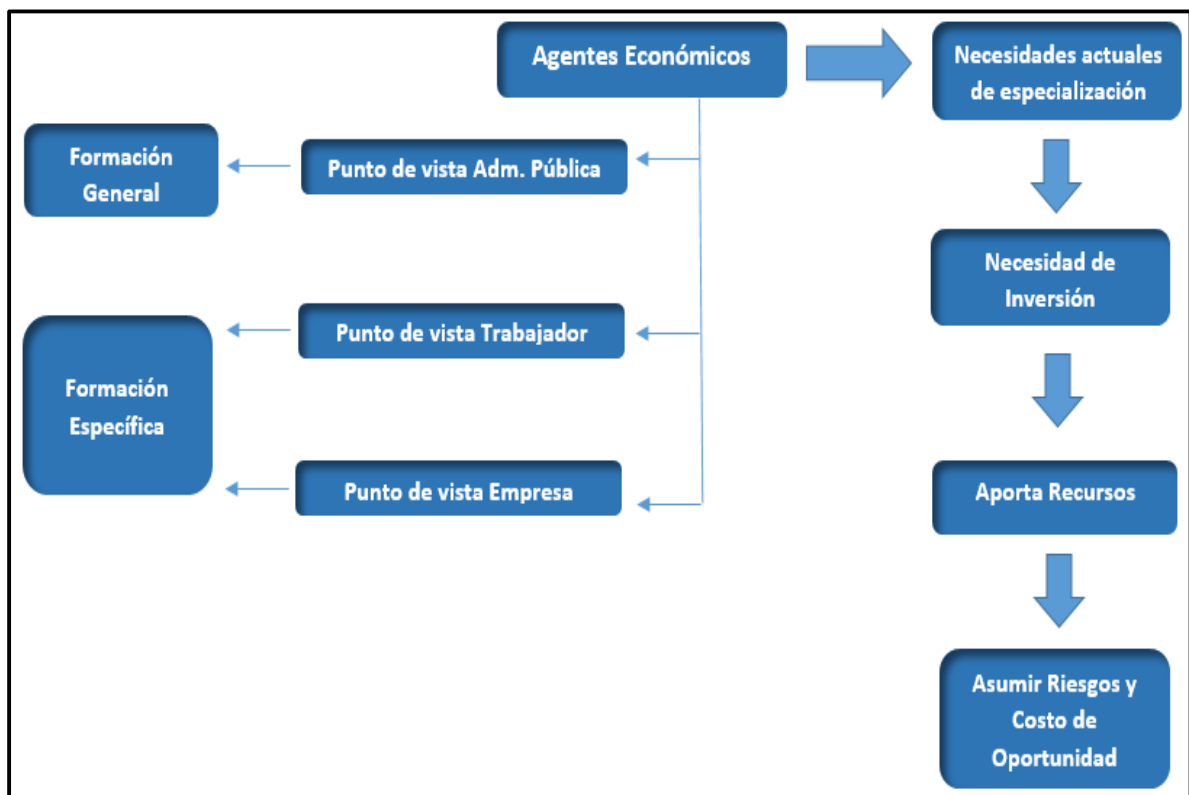 Agentes Económicos
Necesidades actuales
de especialización
Formación
General
Punto de vista Adm. Pública
Necesidad de
Inversión
Punto de vista Trabajador
Formación
Específica
Punto de vista Empresa
Aporta Recursos
Asumir Riesgos y
Costo de
Oportunidad